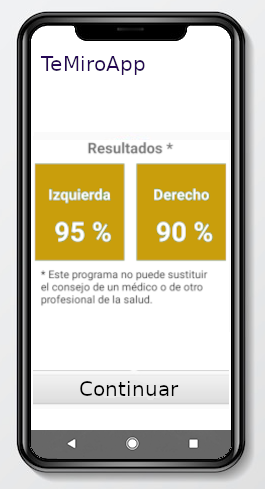 TeMiroApp
Resultados *
Izquierda
Derecho
95 %
90 %
* Este programa no puede sustituir
el consejo de un médico o de otro
profesional de la salud.
Continuar